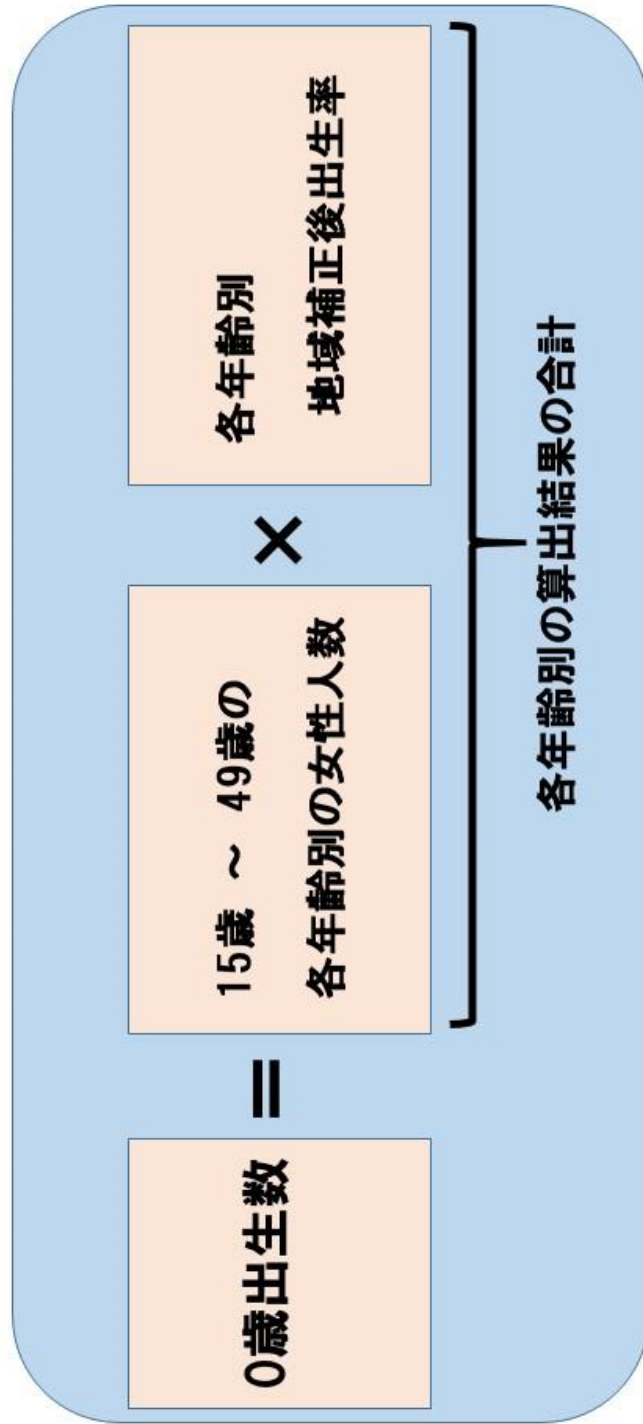 0歳出生数
=
15歳 ～ 49歳の
各年齢別の女性人数
×
各年齢別
地域補正後出生率
各年齢別の算出結果の合計